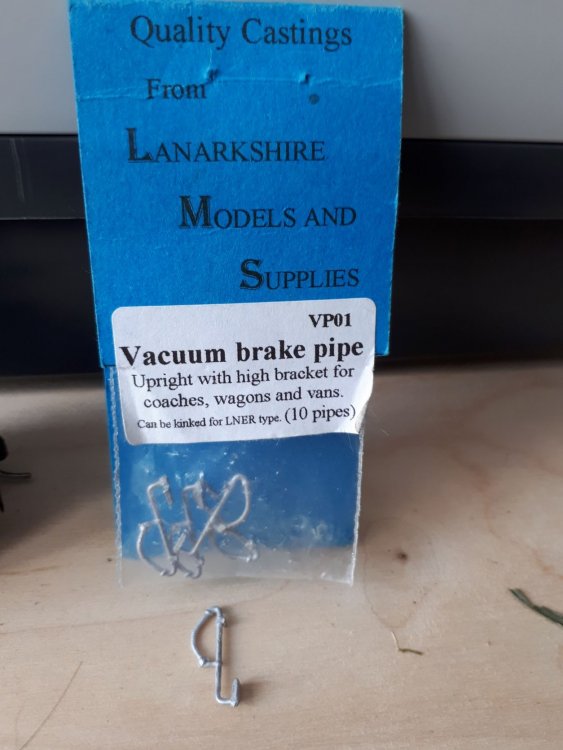 Quality Castings
From
LANARKSHIRE
MODELS AND
SUPPLIES
VP01
Vacuum brake pipe
Upright with high bracket for
coaches, wagons and vans.
Can be kinked for LNER type. (10 pipes)